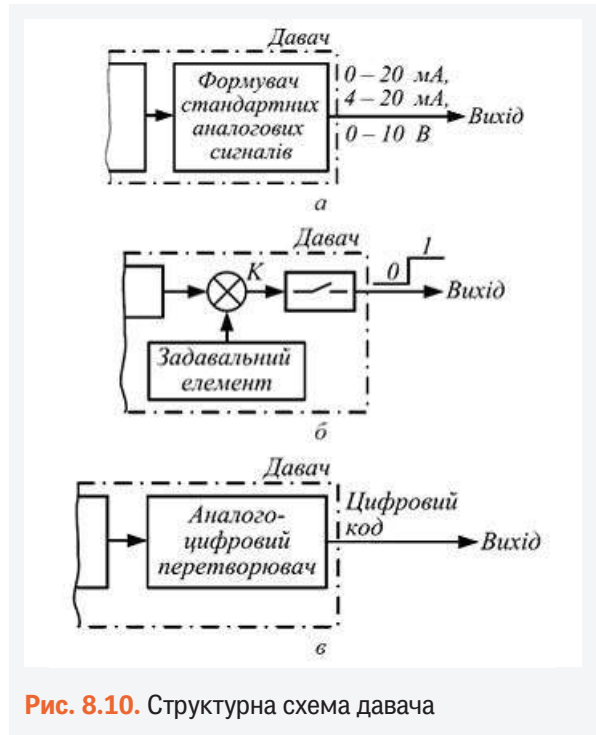 Давач
Формувач
стандартних
аналогових
сигналів
0 – 20 мА,
4 – 20 мА,
0 – 10 В
Вихід
а
Давач
К
0
1
Вихід
Задавальний
елемент
б
Давач
Аналого-
цифровий
перетворювач
Цифровий
код
Вихід
в
Рис. 8.10. Структурна схема давача